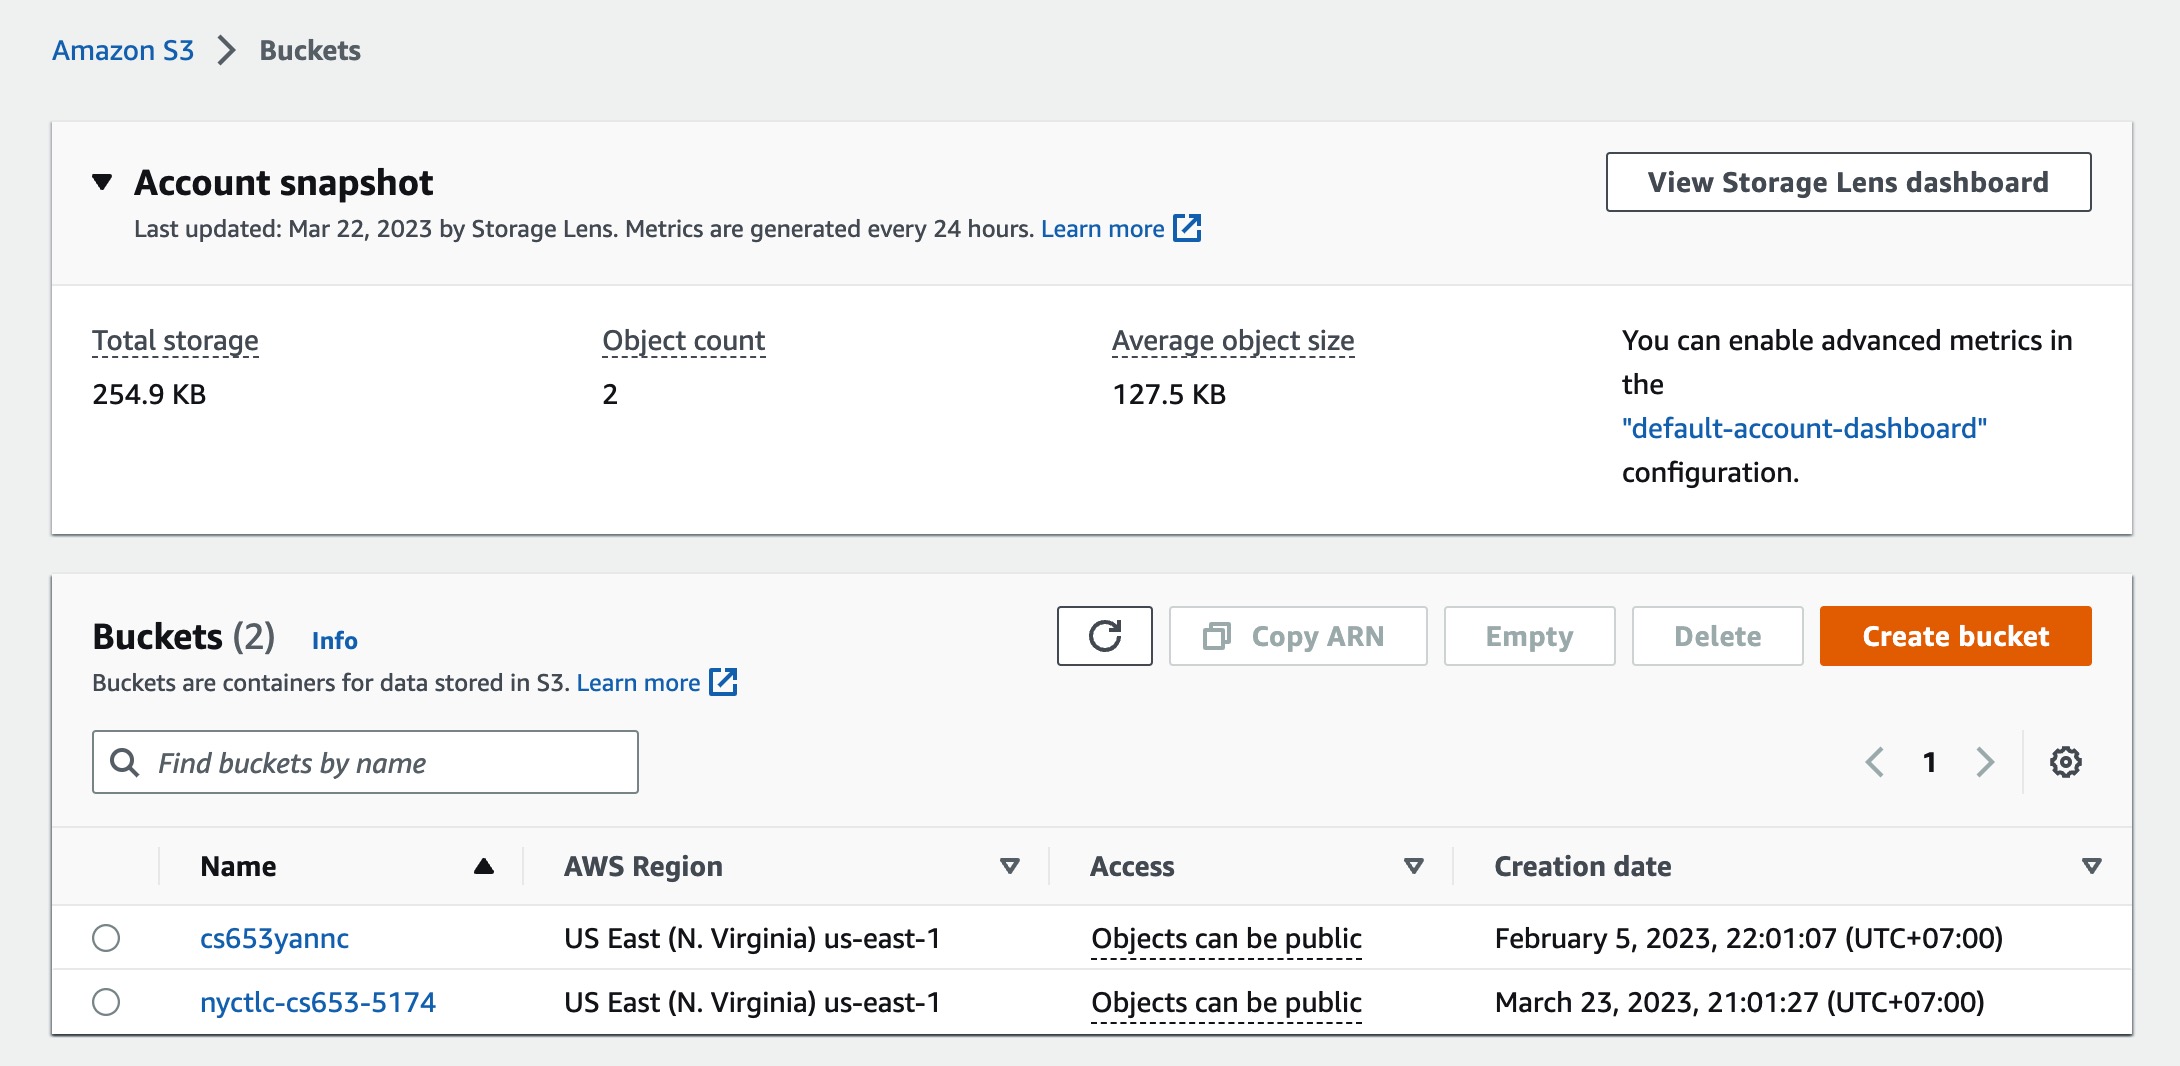 Amazon S3 > Buckets
Account snapshot
View Storage Lens dashboard
Last updated: Mar 22, 2023 by Storage Lens. Metrics are generated every 24 hours. Learn more
Total storage
254.9 KB
Object count
2
Average object size
127.5 KB
You can enable advanced metrics in
the
"default-account-dashboard"
configuration.
Buckets (2) Info
Copy ARN
Empty
Delete
Create bucket
Buckets are containers for data stored in S3. Learn more
Find buckets by name
1
Name AWS Region Access Creation date
cs653yannc US East (N. Virginia) us-east-1 Objects can be public February 5, 2023, 22:01:07 (UTC+07:00)
nyctlc-cs653-5174 US East (N. Virginia) us-east-1 Objects can be public March 23, 2023, 21:01:27 (UTC+07:00)